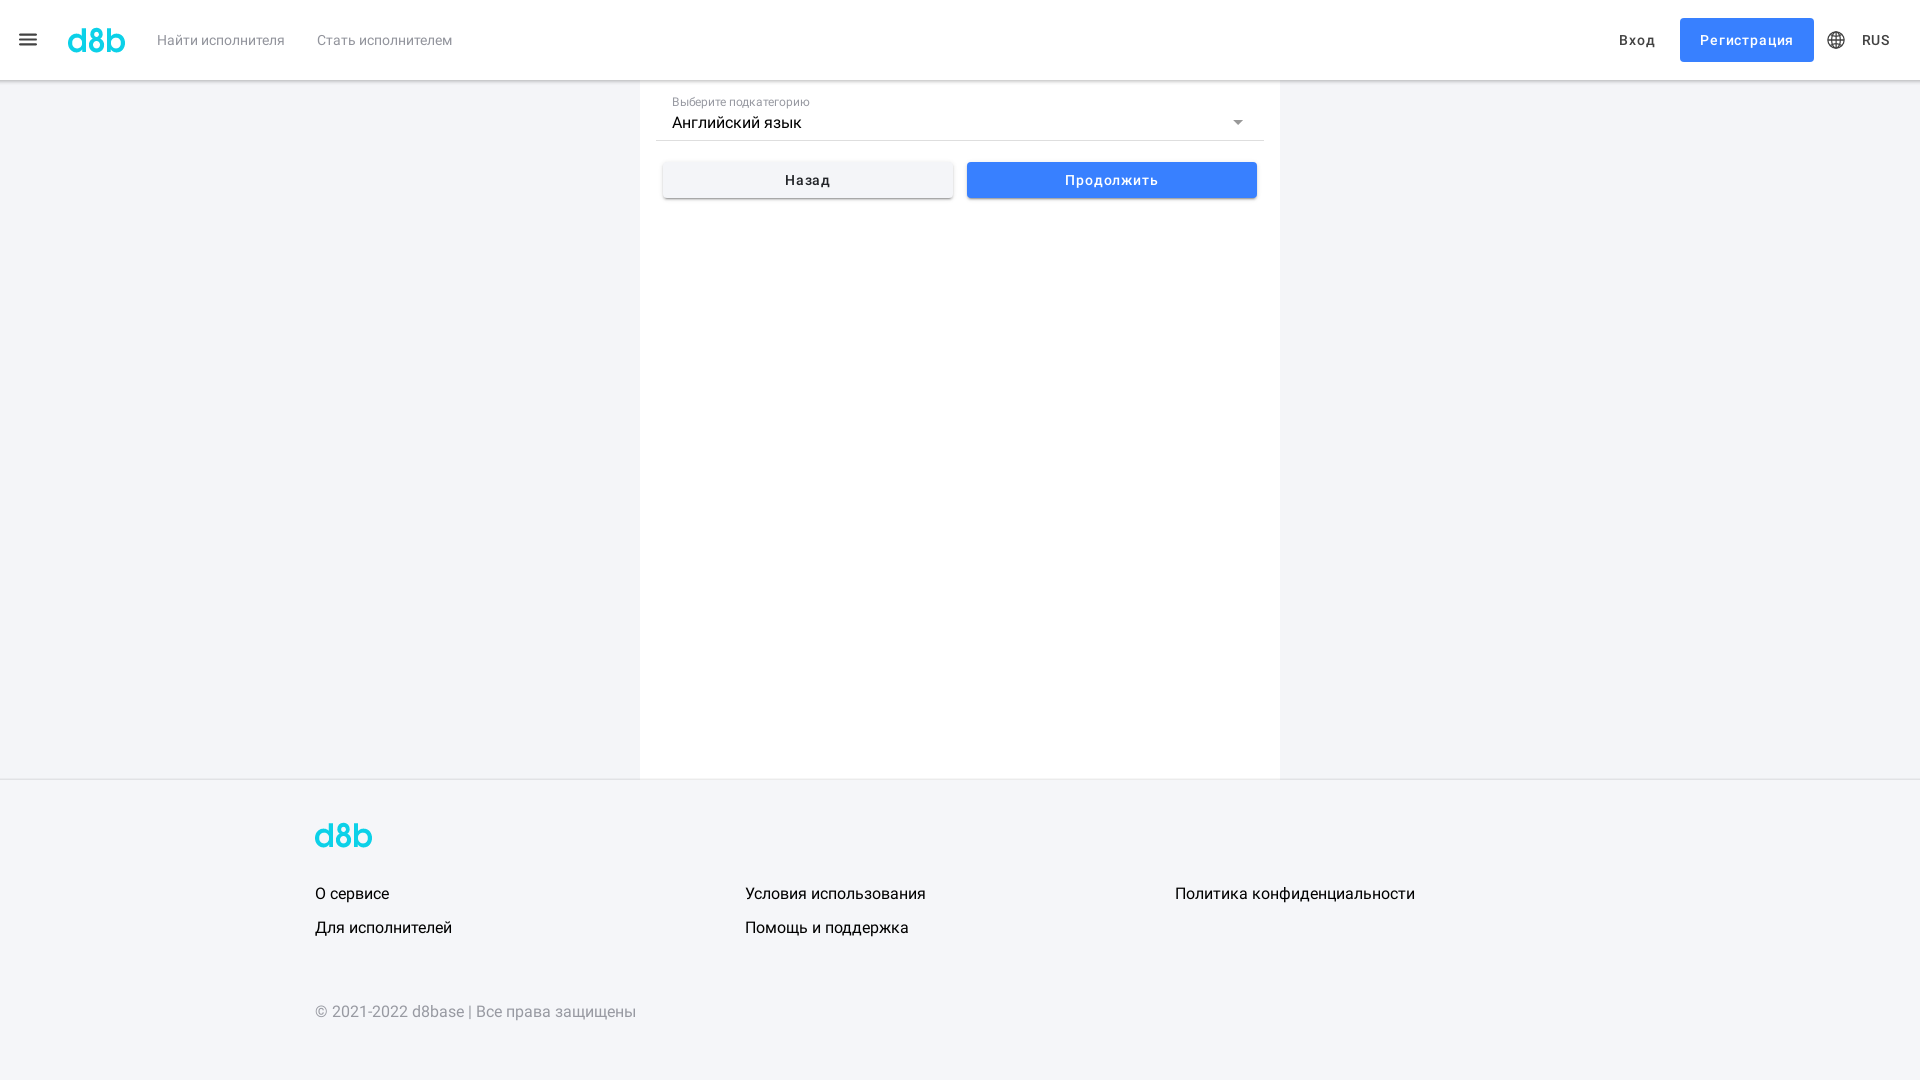 d8b
Найти исполнителя
Стать исполнителем
Вход
Регистрация
RUS
Выберите подкатегорию
Английский язык
Назад
Продолжить
d8b
О сервисе
Условия использования
Политика конфиденциальности
Для исполнителей
Помощь и поддержка
© 2021-2022 d8base | Все права защищены